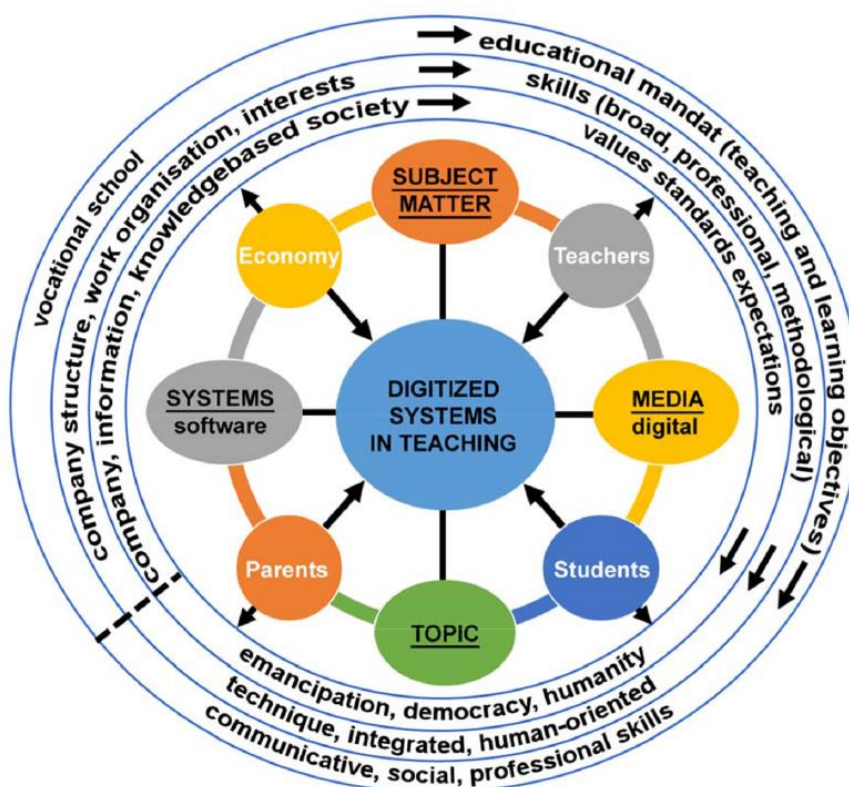 vocational school
educational mandat (teaching and learning objectives)
company structure, work organisation, interests
skills (broad, professional, methodological)
company, information, knowledgebased society
values standards expectations
SUBJECT
MATTER
Economy
Teachers
SYSTEMS
software
DIGITIZED
SYSTEMS
IN TEACHING
MEDIA
digital
Parents
Students
TOPIC
emancipation, democracy, humanity
technique, integrated, human-oriented
communicative, social, professional skills